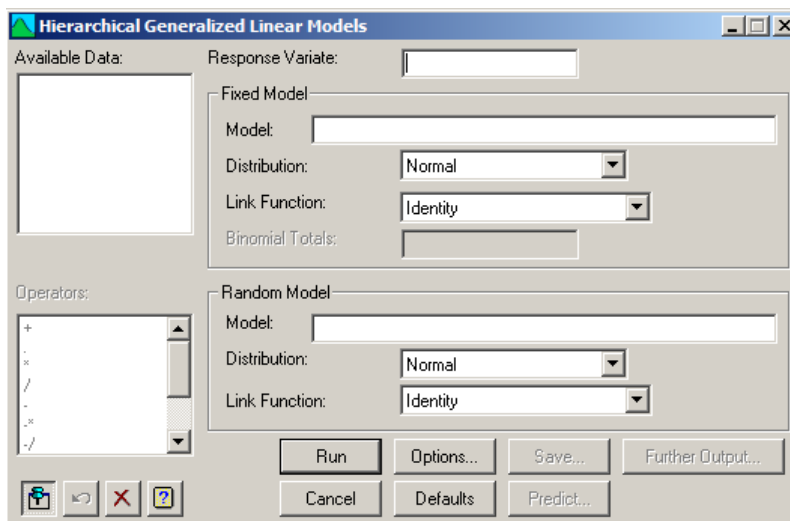 Hierarchical Generalized Linear Models
Available Data:
Response Variate:
Fixed Model
Model:
Distribution:
Normal
Link Function:
Identity
Binomial Totals:
Operators:
+
.
*
/
-
-*
-/
Random Model
Model:
Distribution:
Normal
Link Function:
Identity
Run
Options...
Save...
Further Output...
Cancel
Defaults
Predict...
?